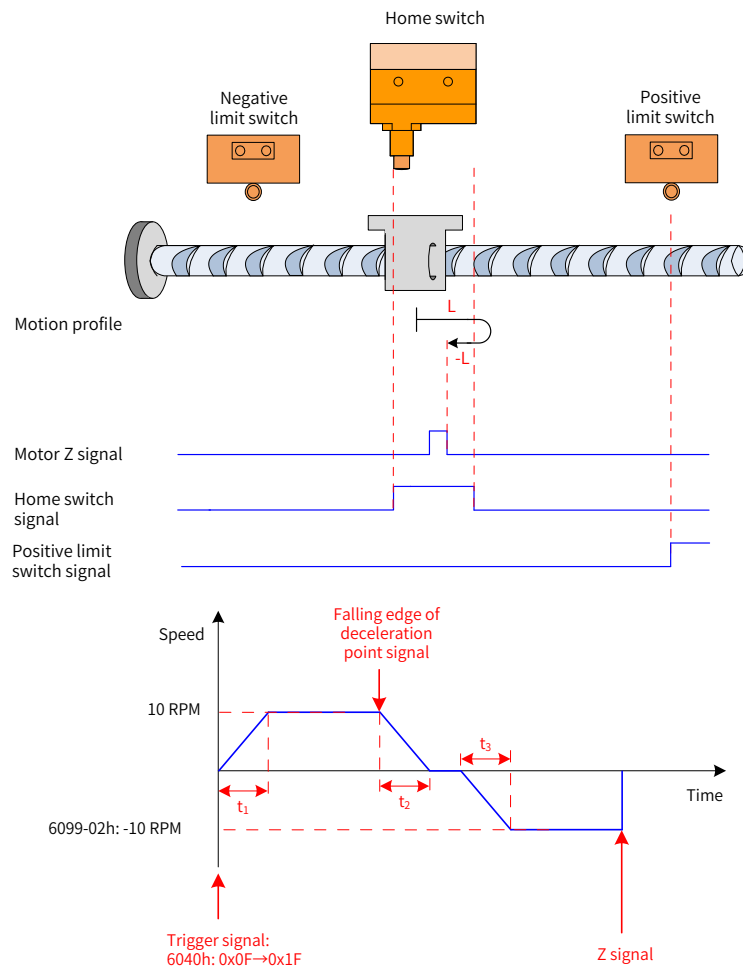 Home switch
Negative
limit switch
Positive
limit switch
Motion profile
L
-L
Motor Z signal
Home switch
signal
Positive limit
switch signal
Falling edge of
deceleration
point signal
Speed
10 RPM
t₁
t₂
t₃
Time
6099-02h: -10 RPM
Trigger signal:
6040h: 0x0F→0x1F
Z signal